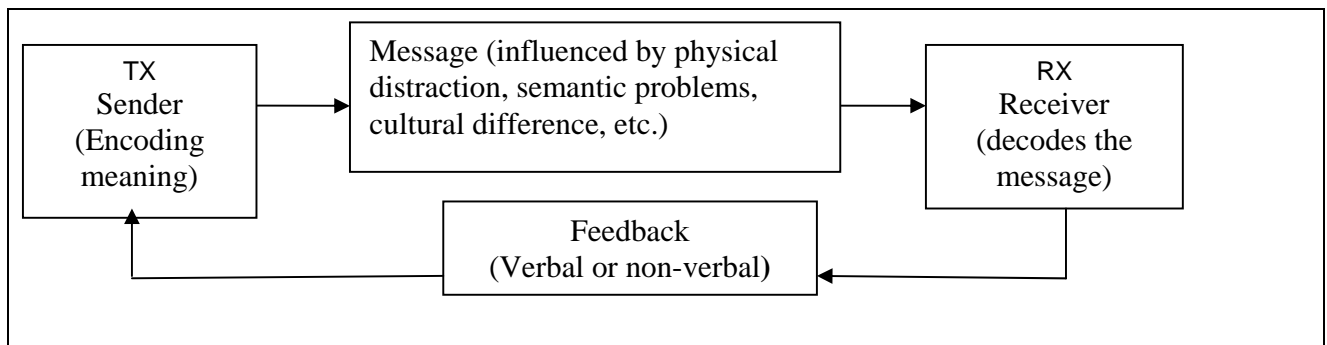 TX
Sender
(Encoding
meaning)
Message (influenced by physical
distraction, semantic problems,
cultural difference, etc.)
RX
Receiver
(decodes the
message)
Feedback
(Verbal or non-verbal)